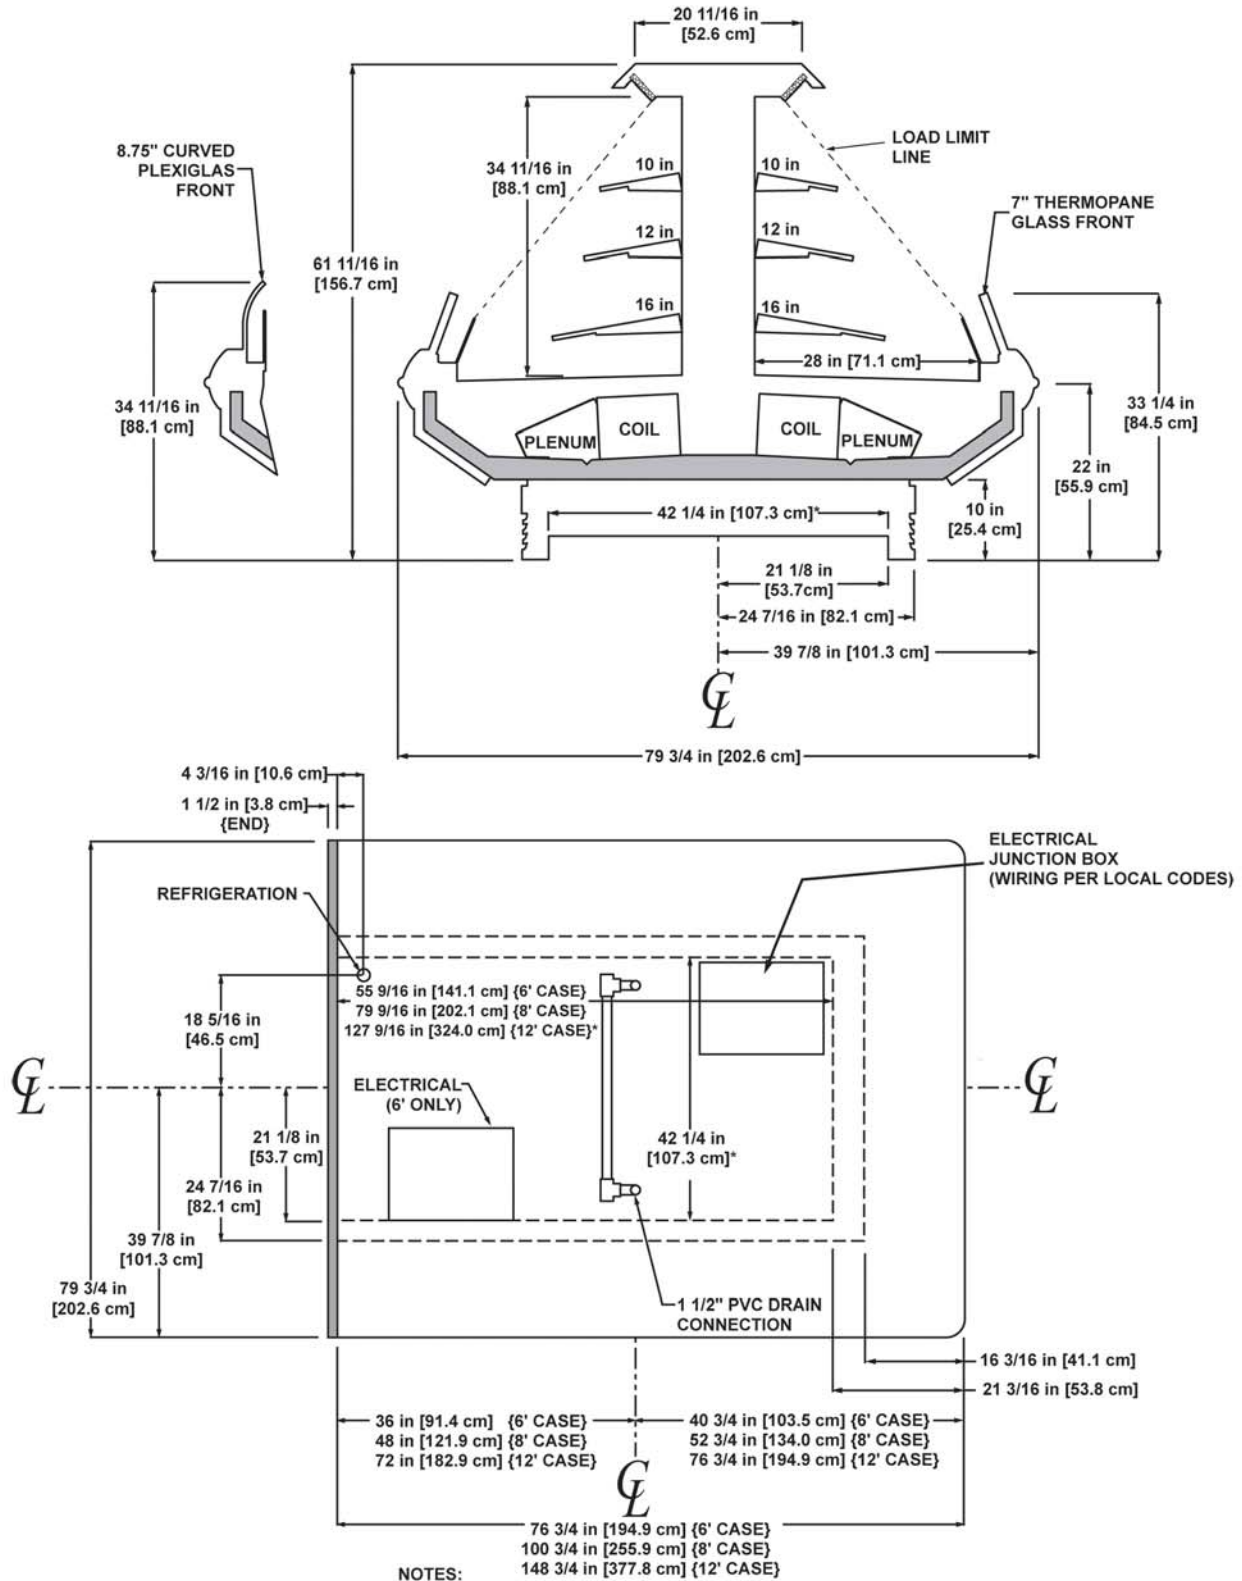 20 11/16 in
[52.6 cm]
8.75" CURVED
PLEXIGLAS
FRONT
34 11/16 in
[88.1 cm]
10 in
10 in
LOAD LIMIT
LINE
7" THERMOPANE
GLASS FRONT
12 in
12 in
61 11/16 in
[156.7 cm]
16 in
16 in
28 in [71.1 cm]
34 11/16 in
[88.1 cm]
33 1/4 in
[84.5 cm]
PLENUM
COIL
COIL
PLENUM
22 in
[55.9 cm]
42 1/4 in [107.3 cm]*
10 in
[25.4 cm]
21 1/8 in
[53.7cm]
24 7/16 in [82.1 cm]
39 7/8 in [101.3 cm]
CL
79 3/4 in [202.6 cm]
4 3/16 in [10.6 cm]
1 1/2 in [3.8 cm]
{END}
ELECTRICAL
JUNCTION BOX
(WIRING PER LOCAL CODES)
REFRIGERATION
55 9/16 in [141.1 cm] {6' CASE}
79 9/16 in [202.1 cm] {8' CASE}
127 9/16 in [324.0 cm] {12' CASE}*
18 5/16 in
[46.5 cm]
CL
CL
ELECTRICAL
(6' ONLY)
21 1/8 in
[53.7 cm]
42 1/4 in
[107.3 cm]*
24 7/16 in
[82.1 cm]
39 7/8 in
[101.3 cm]
79 3/4 in
[202.6 cm]
1 1/2" PVC DRAIN
CONNECTION
16 3/16 in [41.1 cm]
21 3/16 in [53.8 cm]
36 in [91.4 cm] {6' CASE}
48 in [121.9 cm] {8' CASE}
72 in [182.9 cm] {12' CASE}
40 3/4 in [103.5 cm] {6' CASE}
52 3/4 in [134.0 cm] {8' CASE}
76 3/4 in [194.9 cm] {12' CASE}
CL
76 3/4 in [194.9 cm] {6' CASE}
100 3/4 in [255.9 cm] {8' CASE}
148 3/4 in [377.8 cm] {12' CASE}
NOTES: